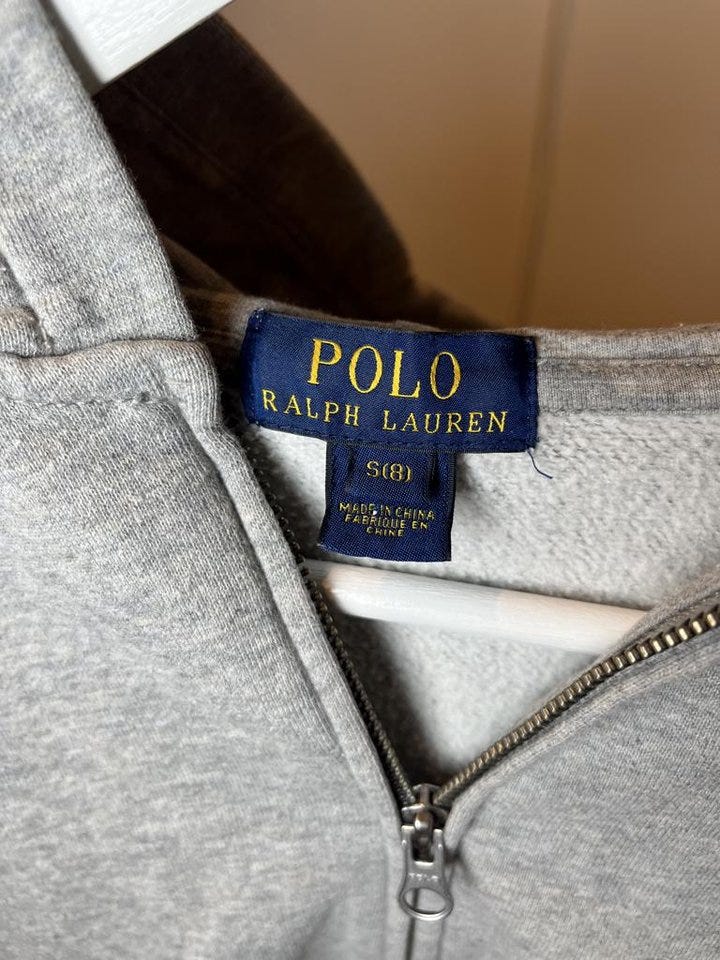 POLO
RALPH LAUREN
S(8)
MADE IN CHINA
FABRIQUE EN
CHINE